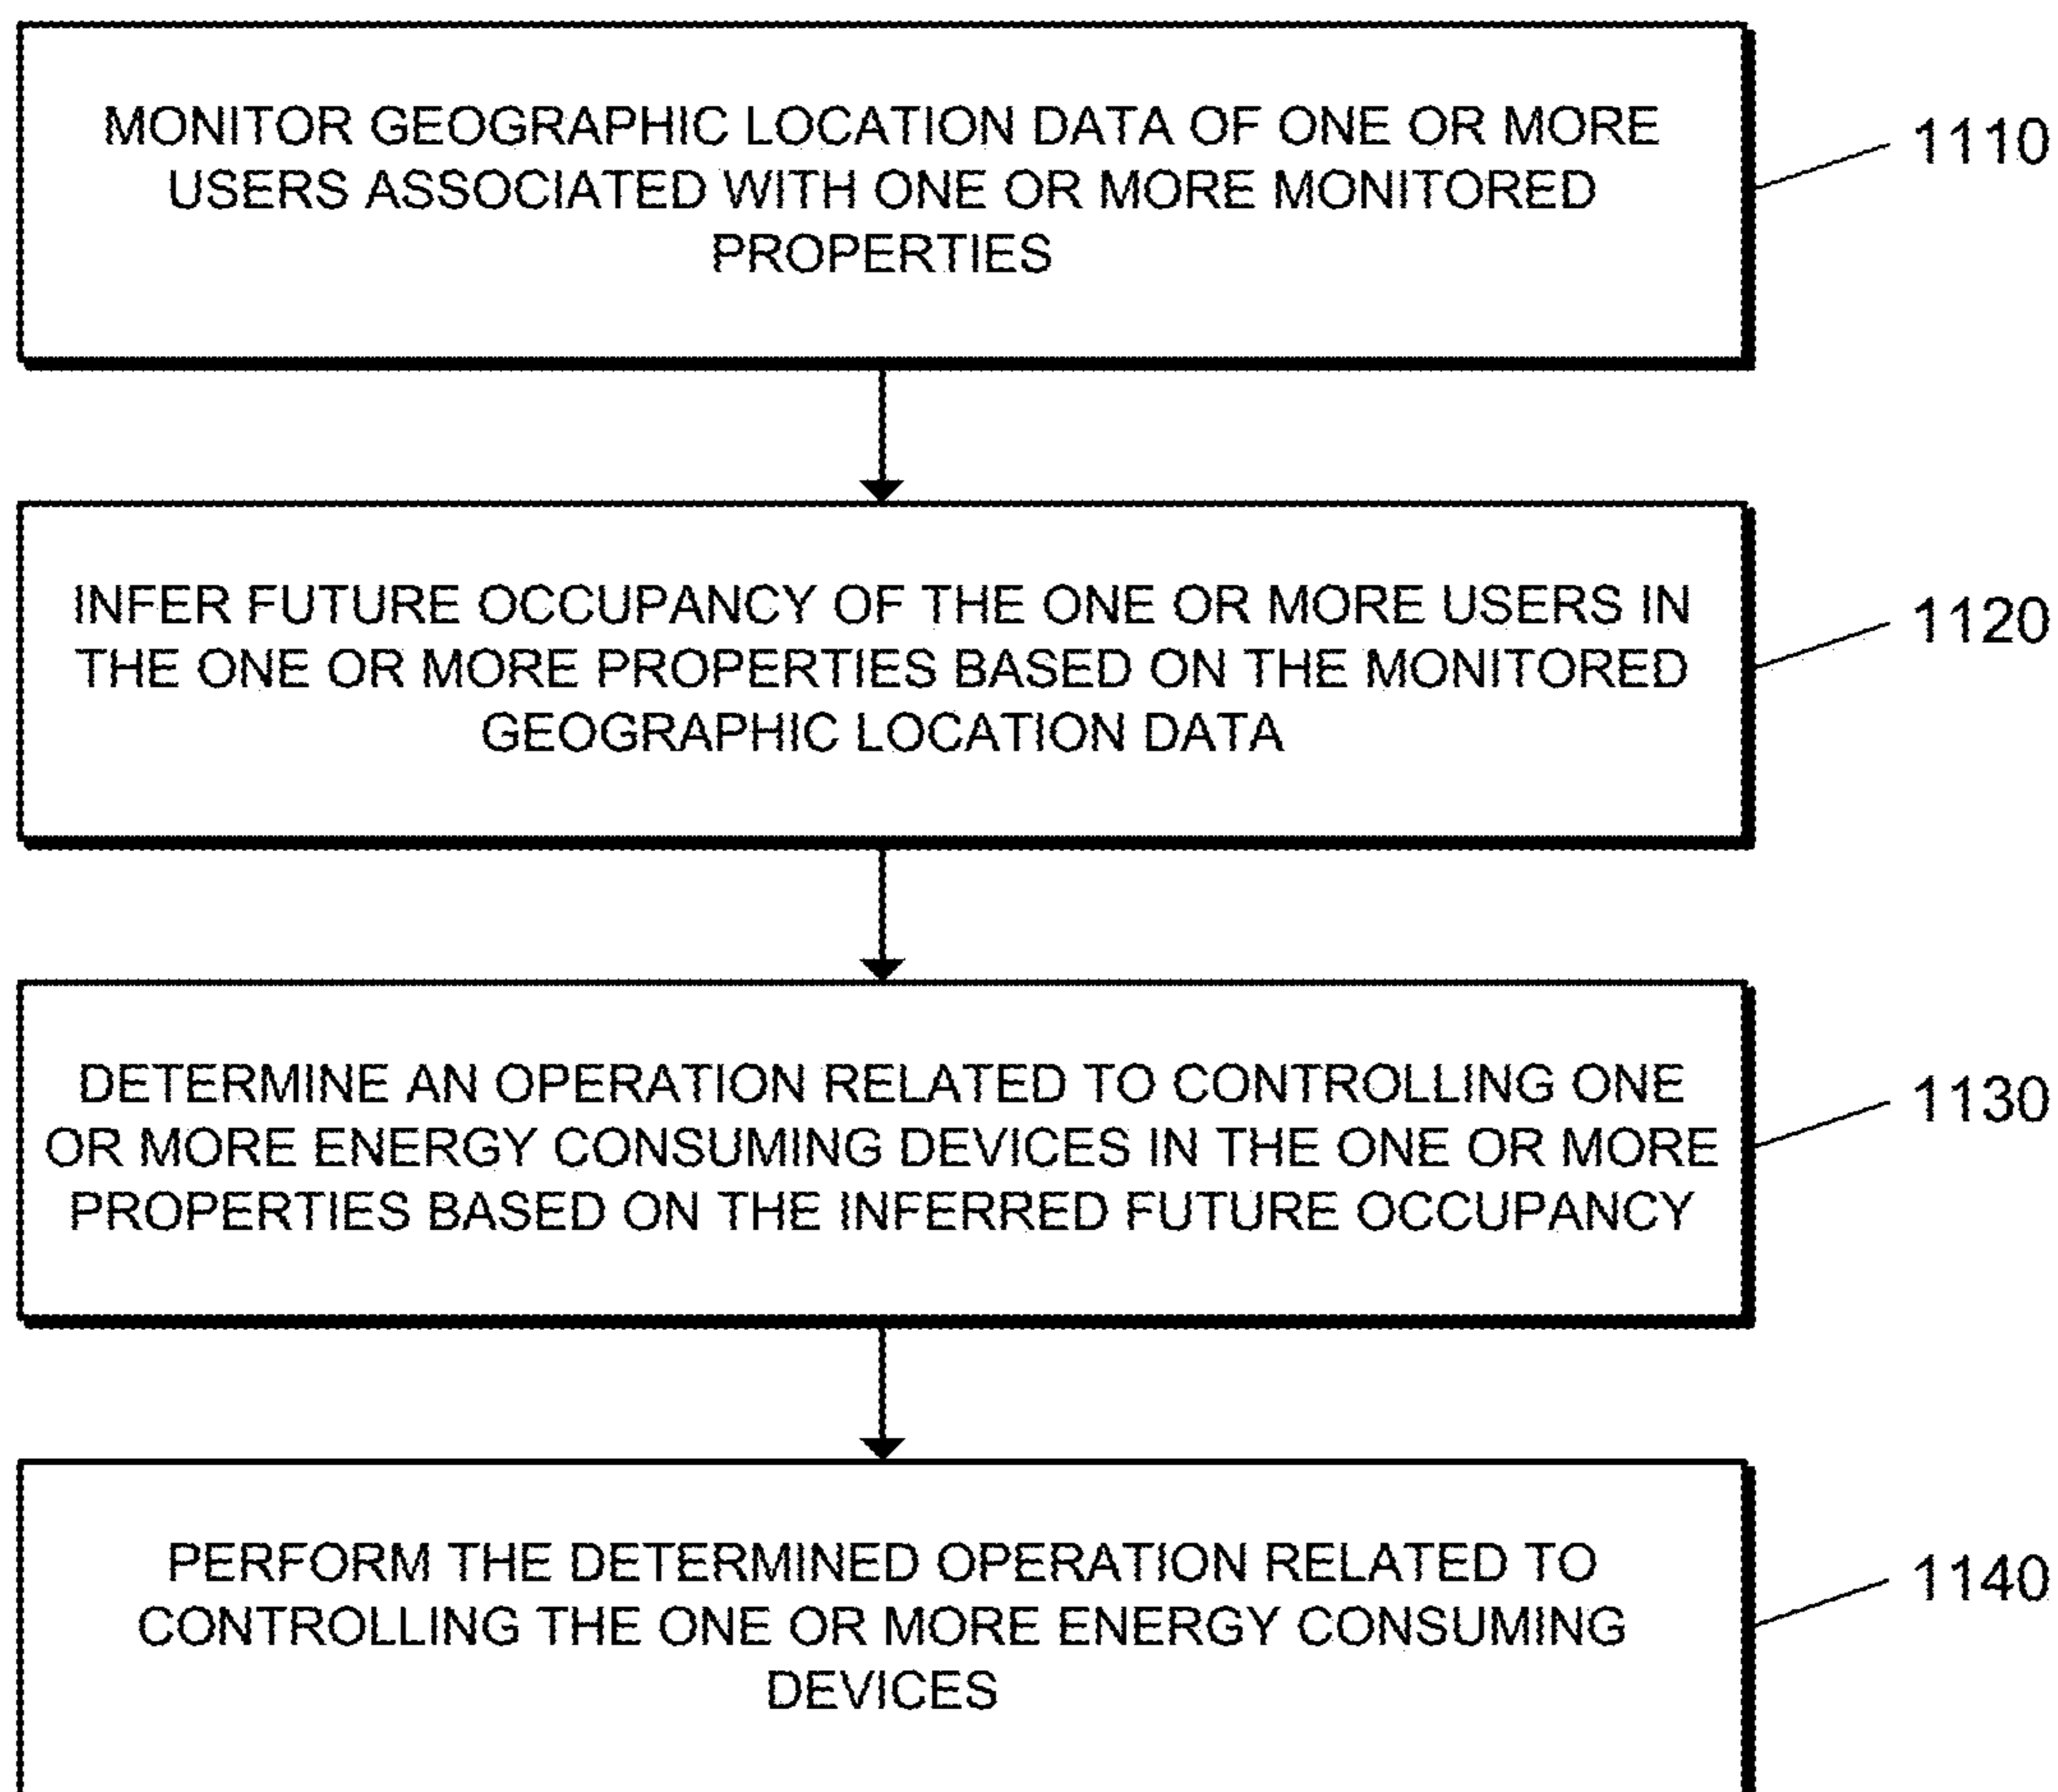 MONITOR GEOGRAPHIC LOCATION DATA OF ONE OR MORE
USERS ASSOCIATED WITH ONE OR MORE MONITORED
PROPERTIES
1110
INFER FUTURE OCCUPANCY OF THE ONE OR MORE USERS IN
THE ONE OR MORE PROPERTIES BASED ON THE MONITORED
GEOGRAPHIC LOCATION DATA
1120
DETERMINE AN OPERATION RELATED TO CONTROLLING ONE
OR MORE ENERGY CONSUMING DEVICES IN THE ONE OR MORE
PROPERTIES BASED ON THE INFERRED FUTURE OCCUPANCY
1130
PERFORM THE DETERMINED OPERATION RELATED TO
CONTROLLING THE ONE OR MORE ENERGY CONSUMING
DEVICES
1140